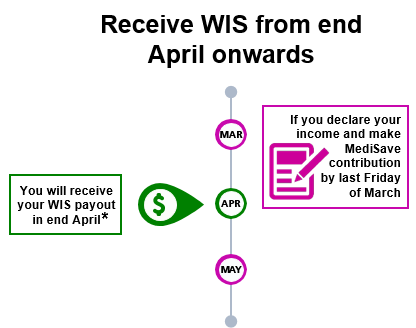 Receive WIS from end
April onwards
MAR
If you declare your
income and make
MediSave
contribution
by last Friday
of March
You will receive
your WIS payout
in end April*
$
APR
MAY